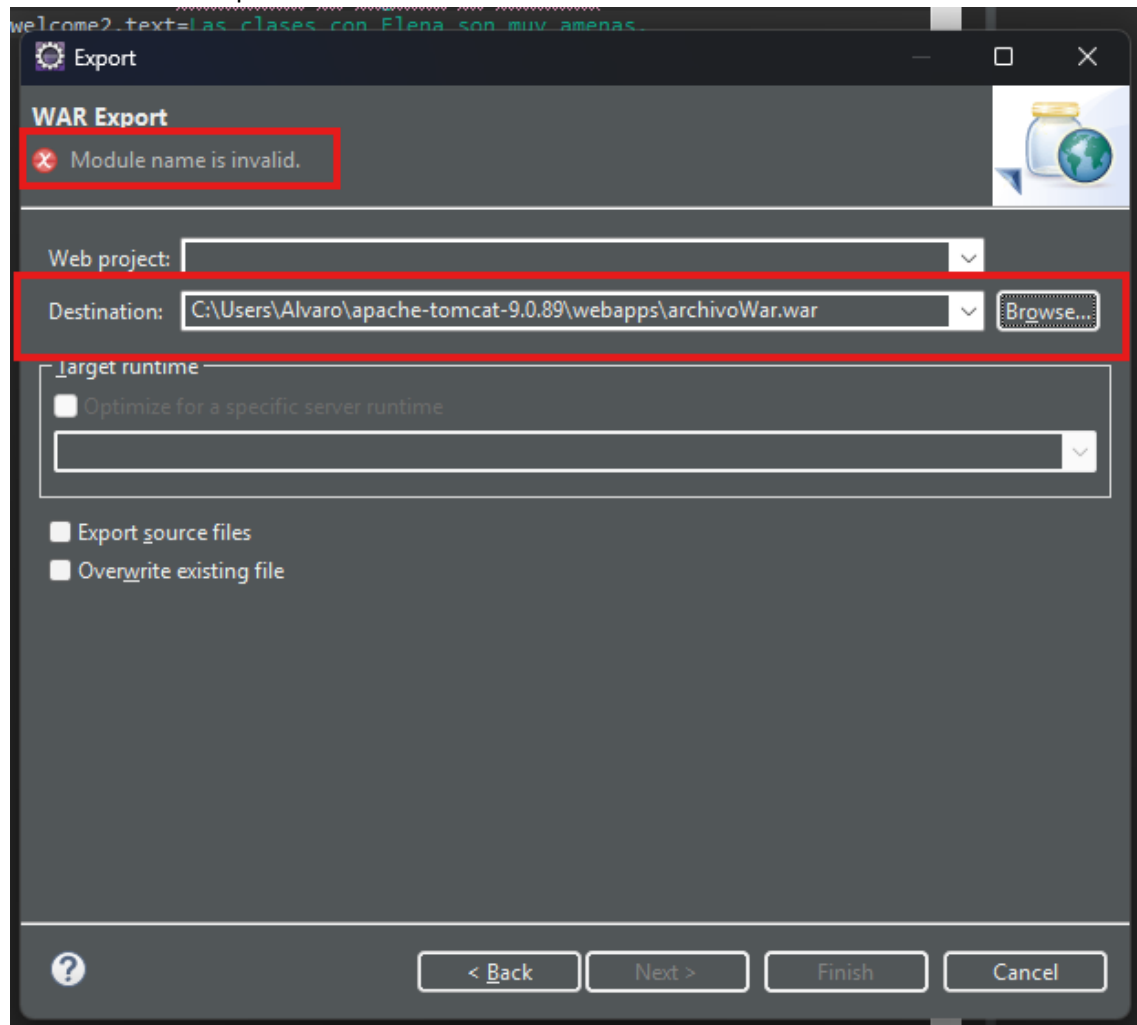 welcome2.text=Las clases con Elena son muy amenas.
Export
WAR Export
Module name is invalid.
Web project:
Destination: C:\Users\Alvaro\apache-tomcat-9.0.89\webapps\archivoWar.war Browse...
Target runtime
Optimize for a specific server runtime
Export source files
Overwrite existing file
? < Back Next > Finish Cancel